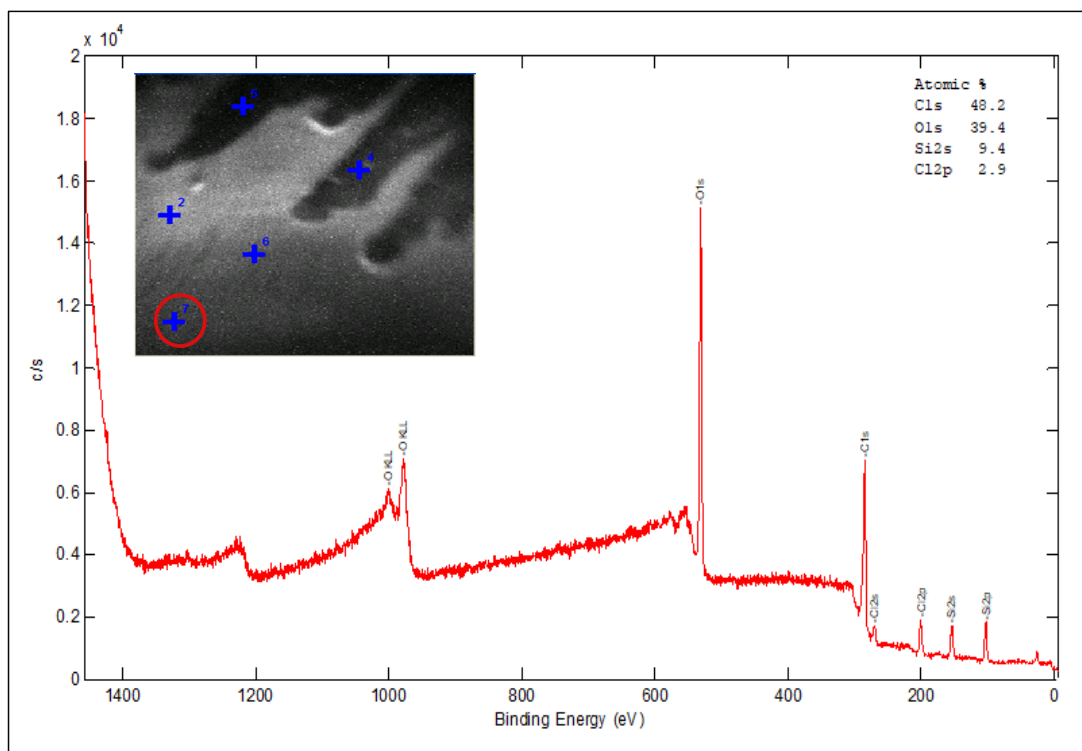 x 10⁴
2
1.8
1.6
1.4
1.2
1
0.8
0.6
0.4
0.2
0
c/s
1400 1200 1000 800 600 400 200 0
Binding Energy (eV)
5
4
2
6
7
Atomic %
C1s 48.2
O1s 39.4
Si2s 9.4
Cl2p 2.9
-O KLL
-O KLL
-O1s
-C1s
-Cl2s
-Cl2p
-Si2s
-Si2p